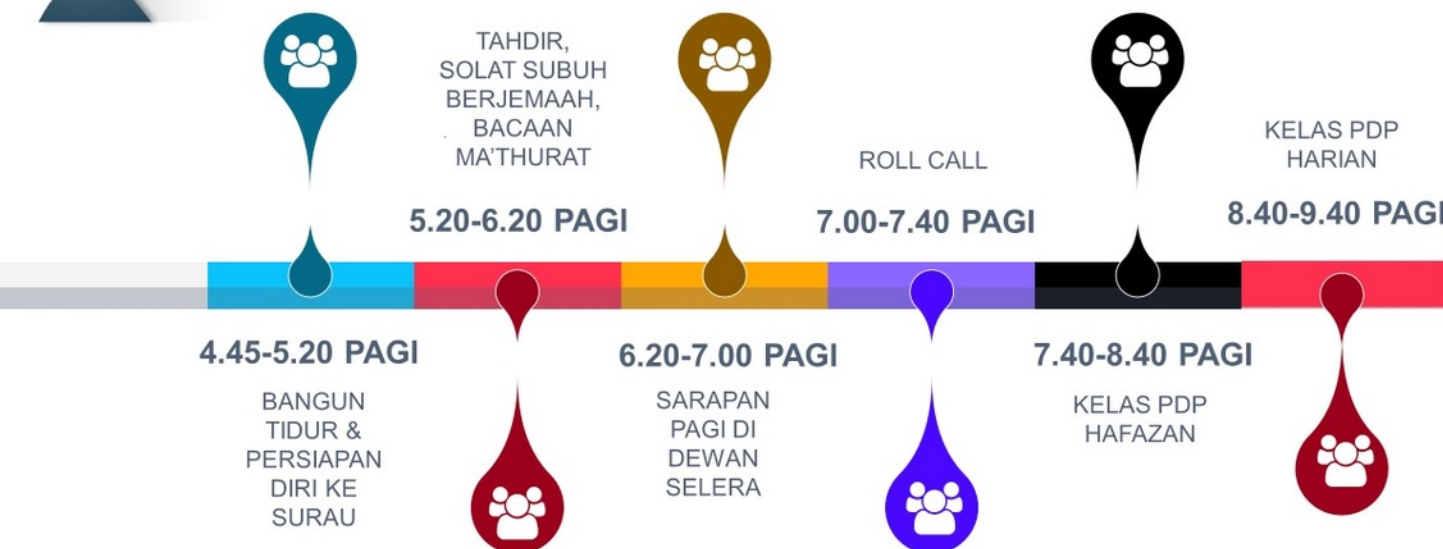 4.45-5.20 PAGI
BANGUN
TIDUR &
PERSIAPAN
DIRI KE
SURAU
TAHDIR,
SOLAT SUBUH
BERJEMAAH,
BACAAN
MA'THURAT
5.20-6.20 PAGI
6.20-7.00 PAGI
SARAPAN
PAGI DI
DEWAN
SELERA
ROLL CALL
7.00-7.40 PAGI
7.40-8.40 PAGI
KELAS PDP
HAFAZAN
KELAS PDP
HARIAN
8.40-9.40 PAGI